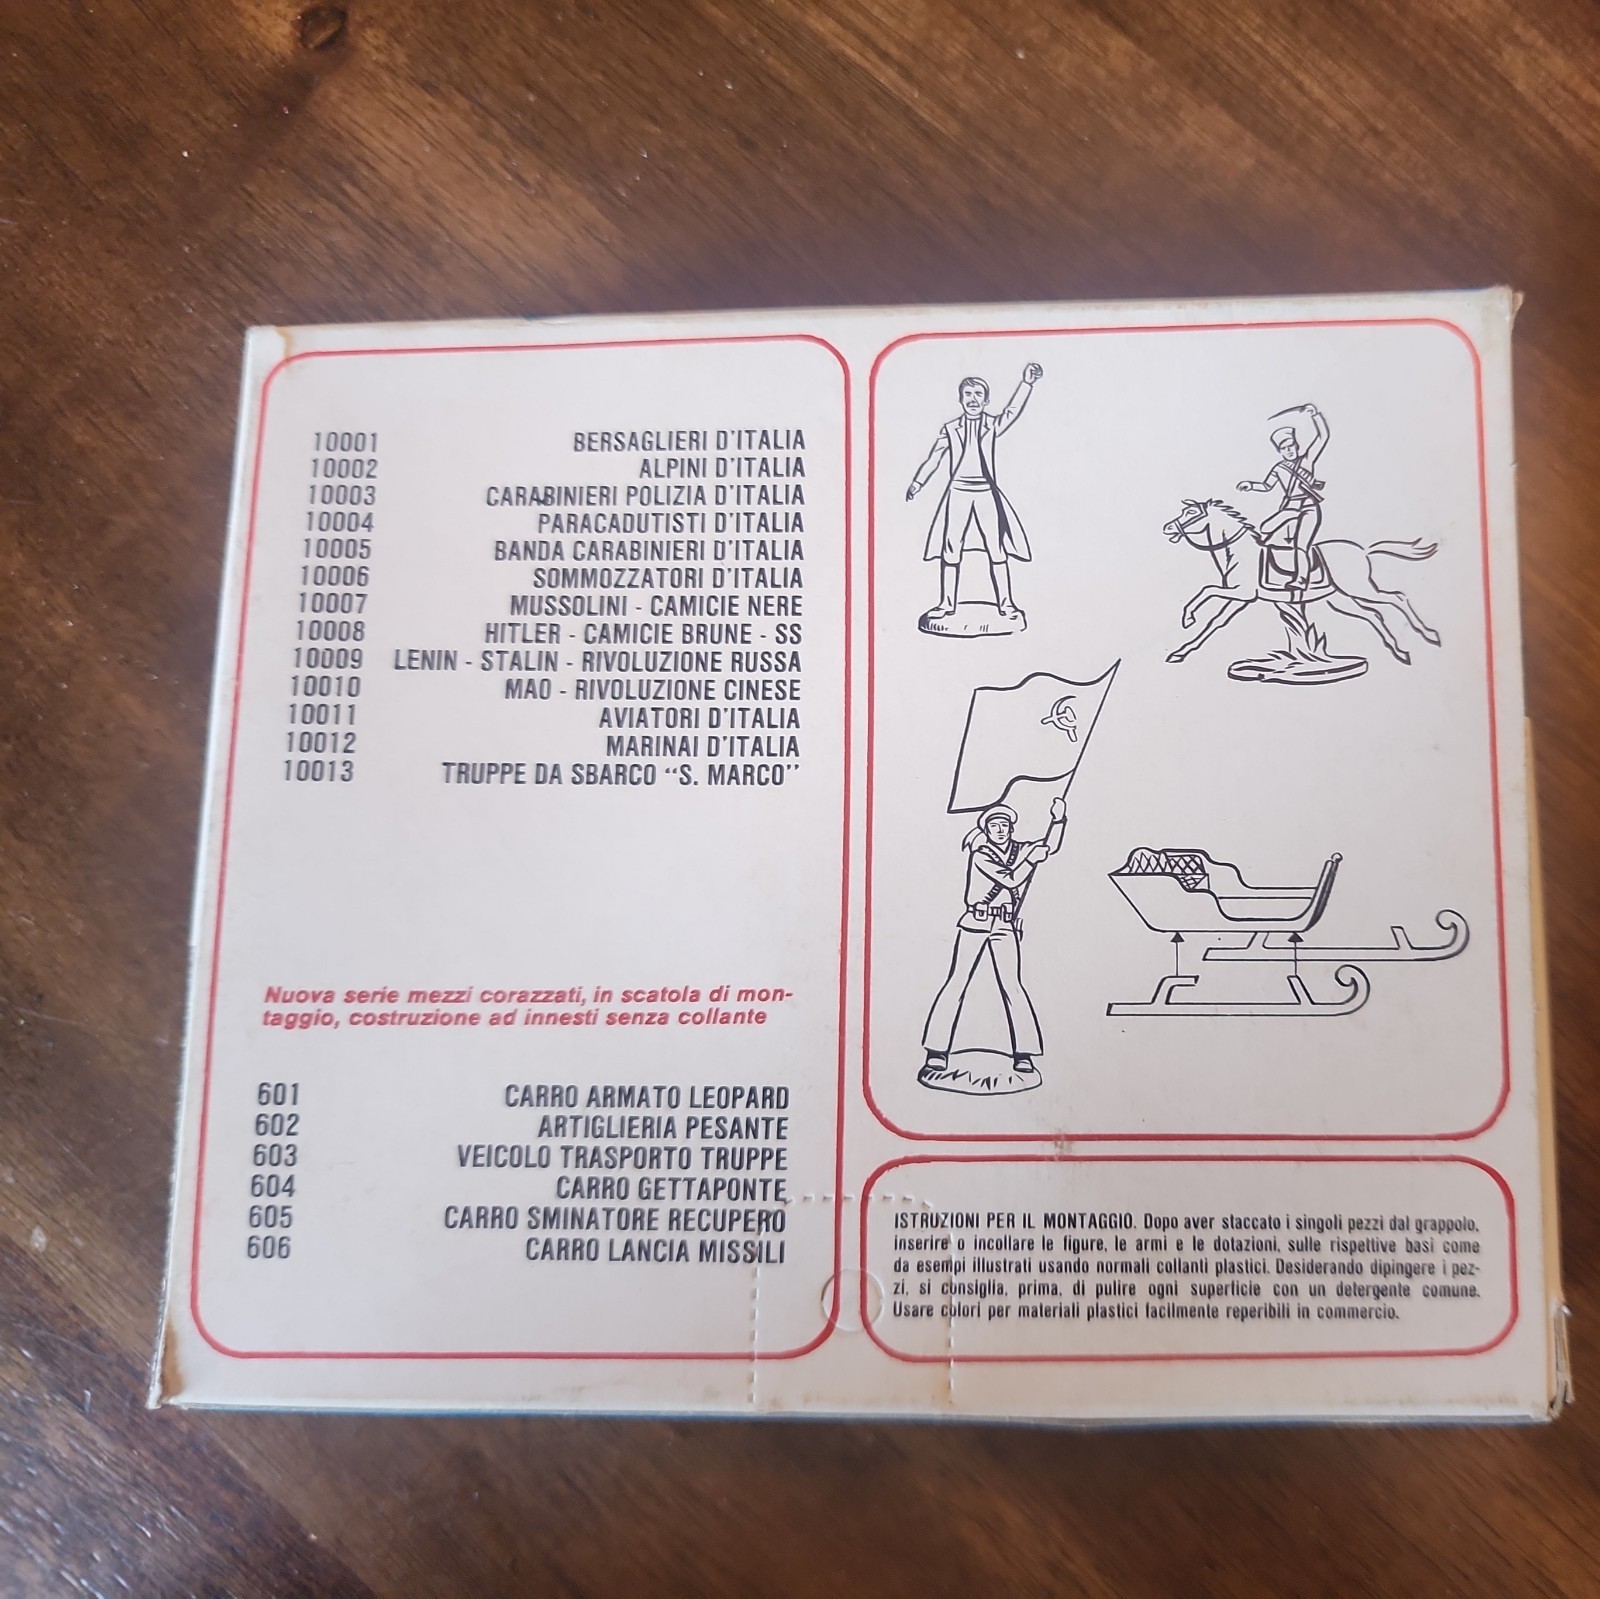 10001 BERSAGLIERI D'ITALIA
10002 ALPINI D'ITALIA
10003 CARABINIERI POLIZIA D'ITALIA
10004 PARACADUTISTI D'ITALIA
10005 BANDA CARABINIERI D'ITALIA
10006 SOMMOZZATORI D'ITALIA
10007 MUSSOLINI - CAMICIE NERE
10008 HITLER - CAMICIE BRUNE - SS
10009 LENIN - STALIN - RIVOLUZIONE RUSSA
10010 MAO - RIVOLUZIONE CINESE
10011 AVIATORI D'ITALIA
10012 MARINAI D'ITALIA
10013 TRUPPE DA SBARCO “S. MARCO”
Nuova serie mezzi corazzati, in scatola di mon-
taggio, costruzione ad innesti senza collante
601 CARRO ARMATO LEOPARD
602 ARTIGLIERIA PESANTE
603 VEICOLO TRASPORTO TRUPPE
604 CARRO GETTAPONTE
605 CARRO SMINATORE RECUPERO
606 CARRO LANCIA MISSILI
ISTRUZIONI PER IL MONTAGGIO. Dopo aver staccato i singoli pezzi dal grappolo,
inserire o incollare le figure, le armi e le dotazioni, sulle rispettive basi come
da esempi illustrati usando normali collanti plastici. Desiderando dipingere i pez-
zi, si consiglia, prima, di pulire ogni superficie con un detergente comune.
Usare colori per materiali plastici facilmente reperibili in commercio.